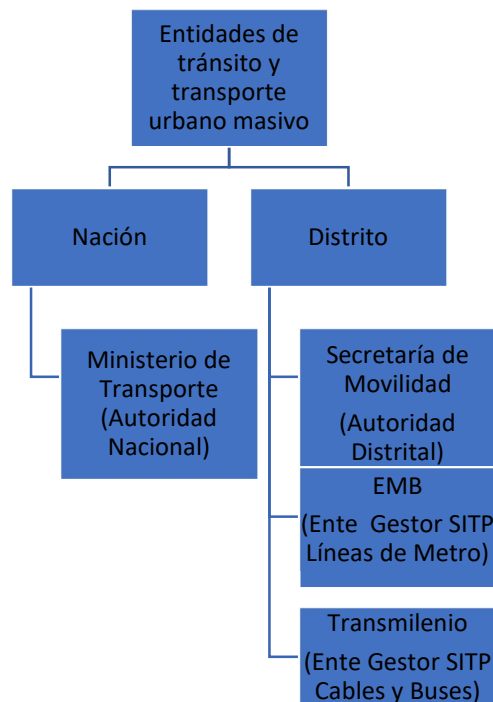 Entidades de
tránsito y
transporte
urbano masivo
Nación
Distrito
Ministerio de
Transporte
(Autoridad
Nacional)
Secretaría de
Movilidad
(Autoridad
Distrital)
EMB
(Ente Gestor SITP
Líneas de Metro)
Transmilenio
(Ente Gestor SITP
Cables y Buses)